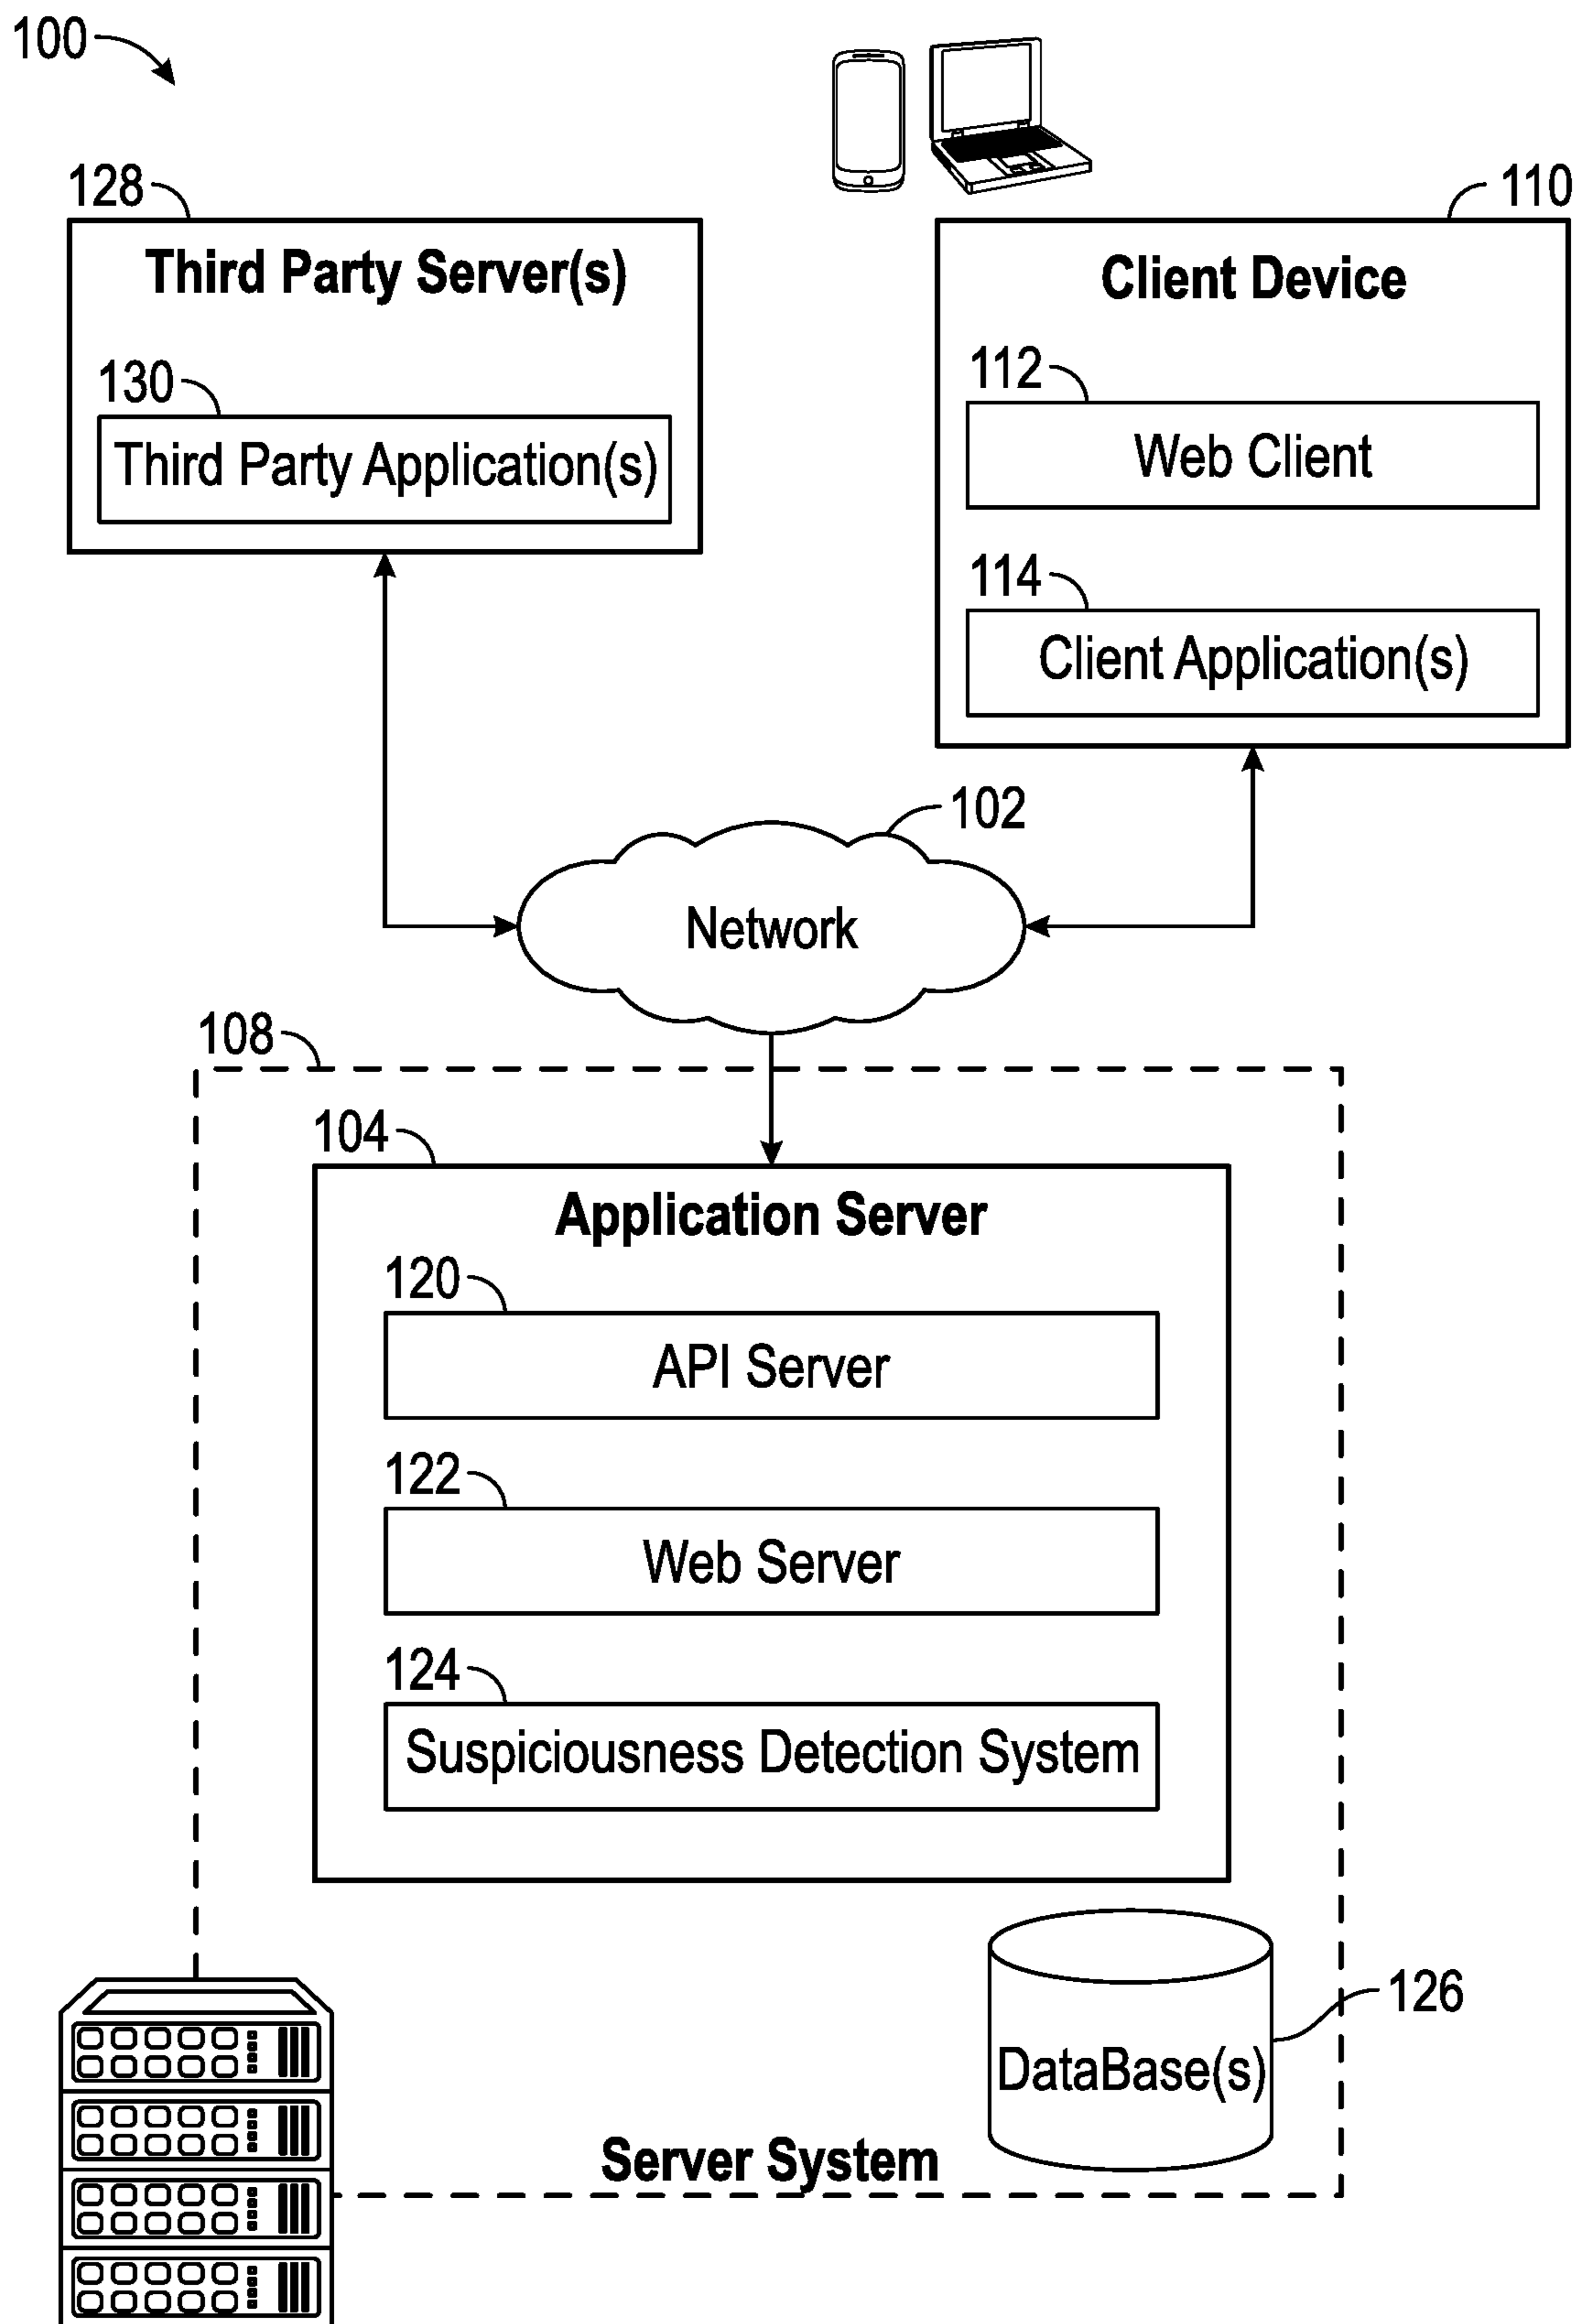 100
128
Third Party Server(s)
130
Third Party Application(s)
110
Client Device
112
Web Client
114
Client Application(s)
102
Network
108
104
Application Server
120
API Server
122
Web Server
124
Suspiciousness Detection System
126
DataBase(s)
Server System